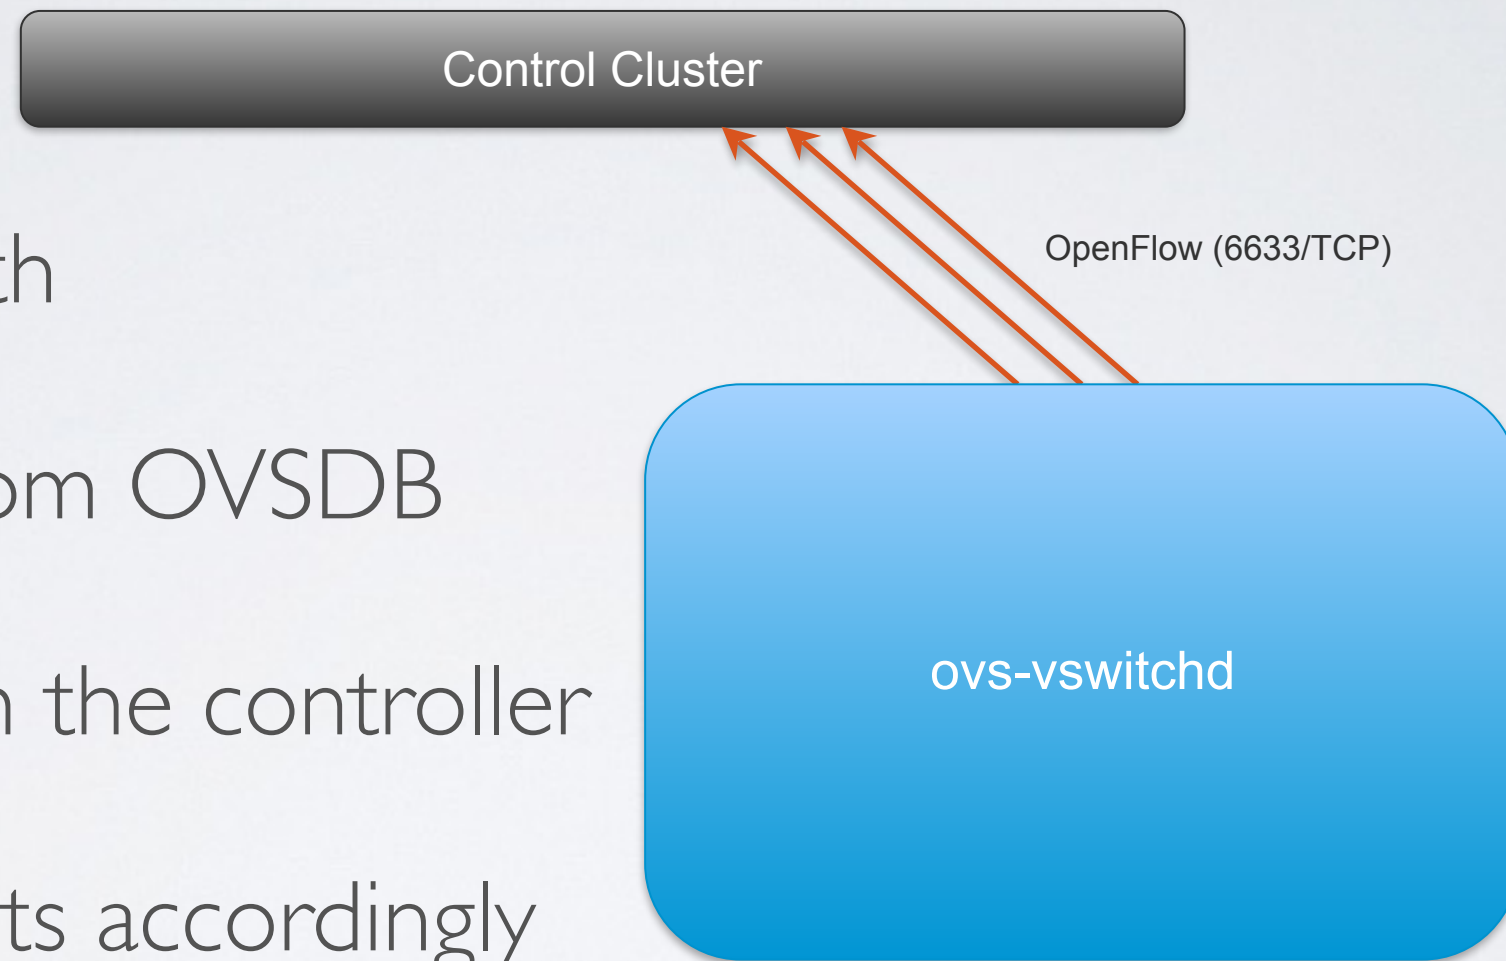 Control Cluster
OpenFlow (6633/TCP)
th
om OVSDB
n the controller
ts accordingly
ovs-vswitchd